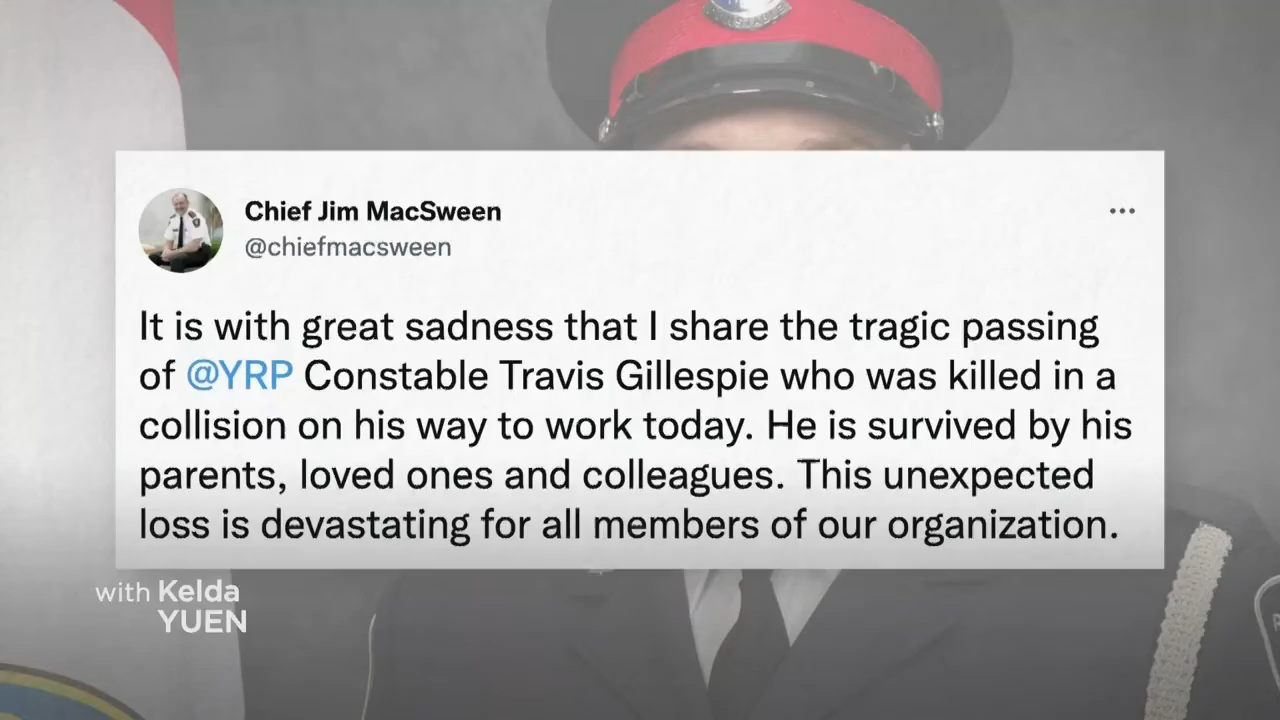 Chief Jim MacSween
@chiefmacsween
It is with great sadness that I share the tragic passing
of @YRP Constable Travis Gillespie who was killed in a
collision on his way to work today. He is survived by his
parents, loved ones and colleagues. This unexpected
loss is devastating for all members of our organization.
with Kelda
YUEN